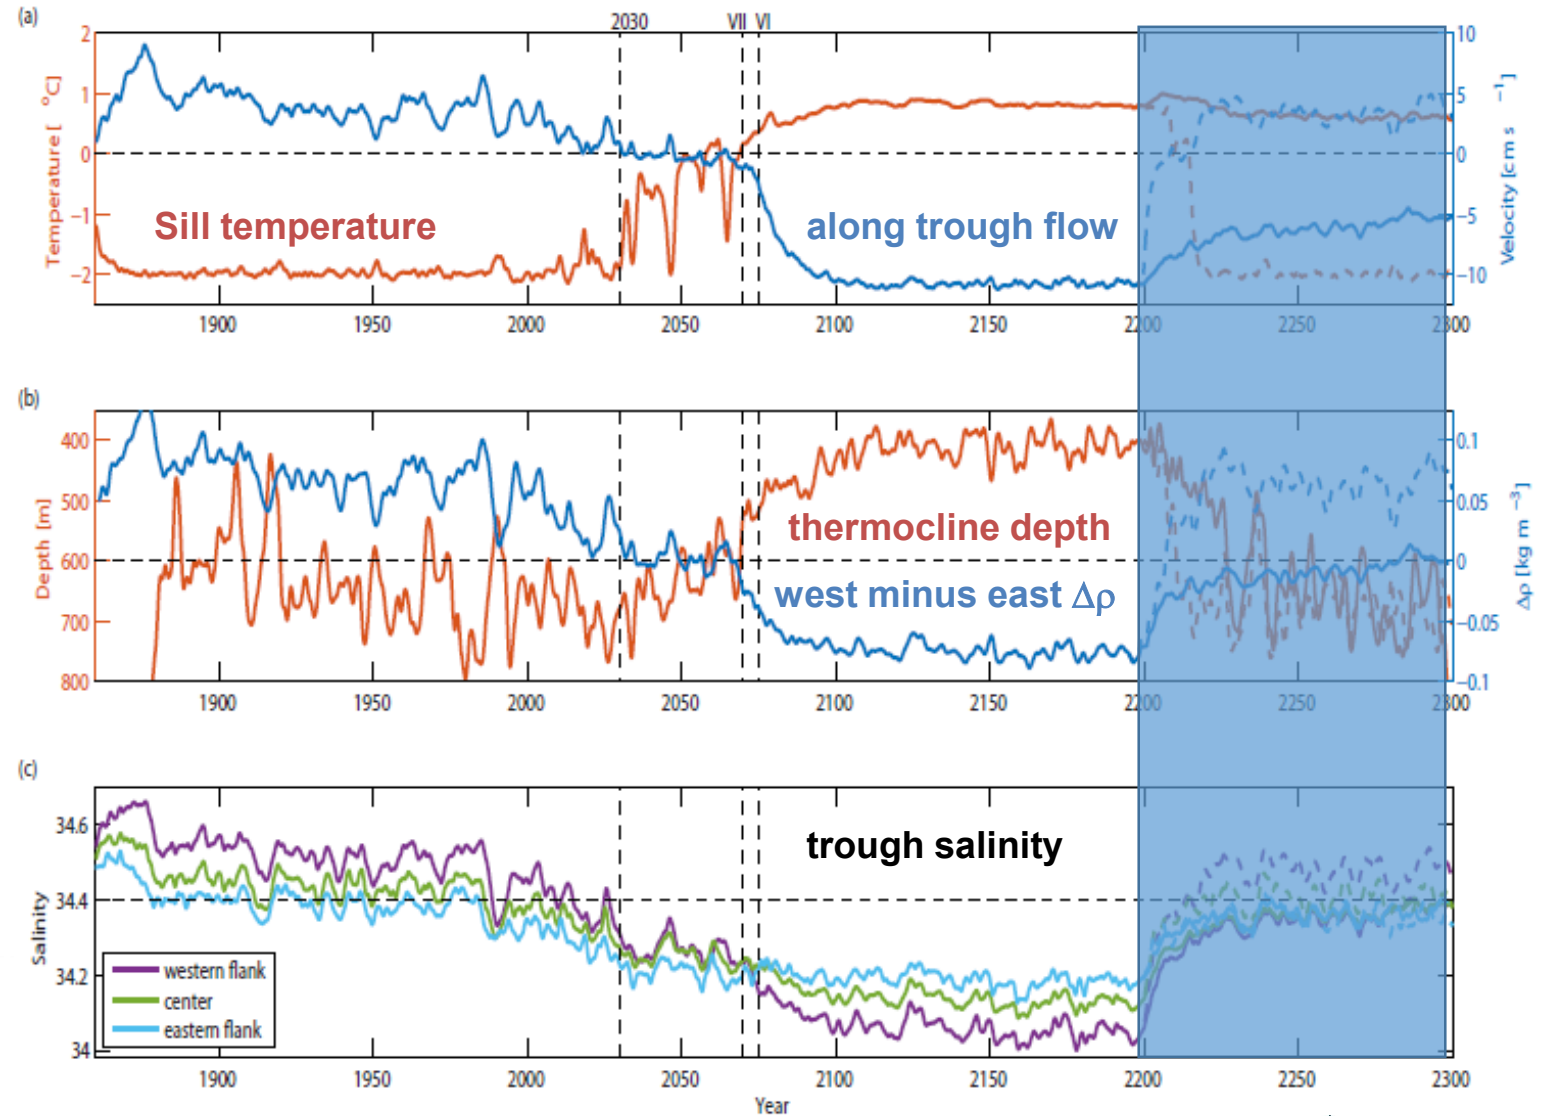 (a)
2030 VII VI
2
1
0
−1
−2
Temperature [ °C]
10
5
0
−5
−10
Velocity [cm s −1]
Sill temperature
along trough flow
1900 1950 2000 2050 2100 2150 2200 2250 2300
(b)
400
500
600
700
800
Depth [m]
0.1
0.05
0
−0.05
−0.1
Δρ [kg m −3]
thermocline depth
west minus east Δρ
1900 1950 2000 2050 2100 2150 2200 2250 2300
(c)
34.6
34.4
34.2
34
Salinity
trough salinity
western flank
center
eastern flank
1900 1950 2000 2050 2100 2150 2200 2250 2300
Year